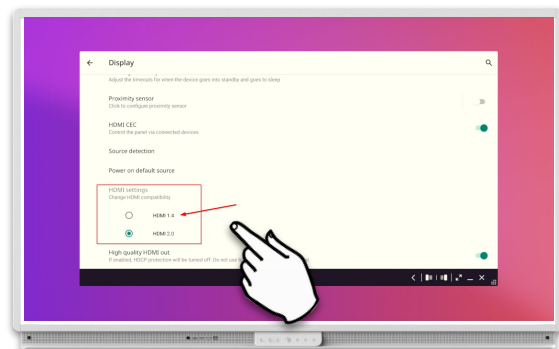 Display
Adjust the timeouts for when the device goes into standby and goes to sleep
Proximity sensor
Click to configure proximity sensor
HDMI CEC
Control the panel via connected devices
Source detection
Power on default source
HDMI settings
Change HDMI compatibility
HDMI 1.4
HDMI 2.0
High quality HDMI out
If enabled, HDCP protection will be turned off. Do not use